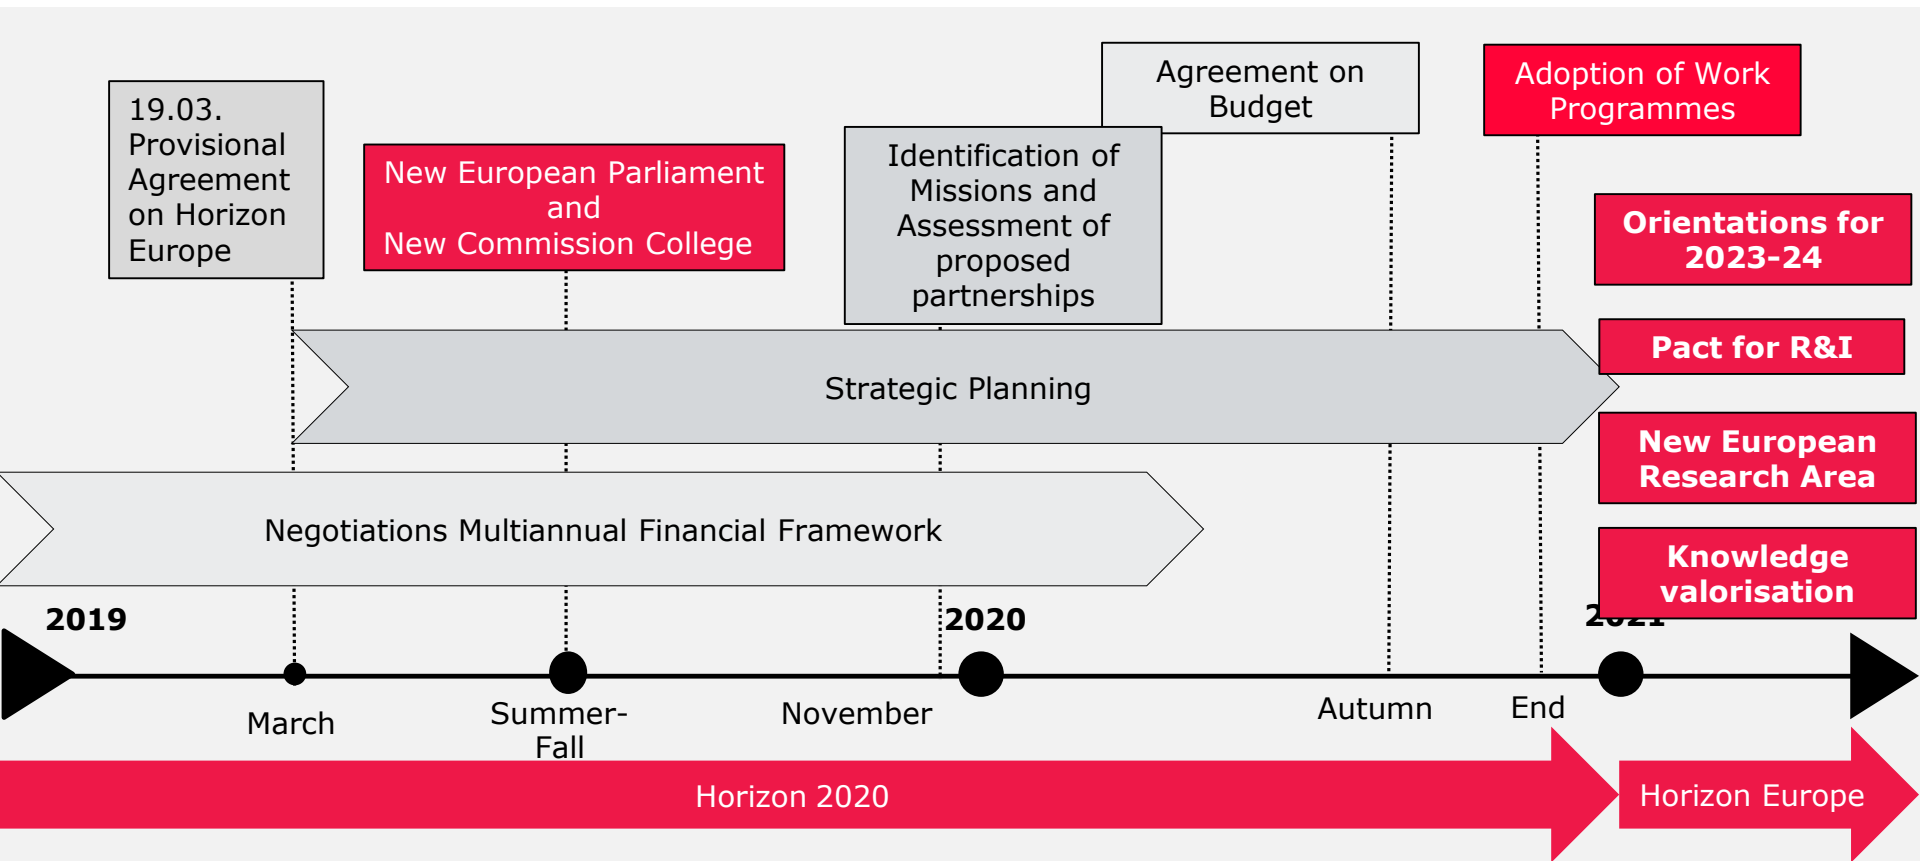 19.03.
Provisional
Agreement
on Horizon
Europe
New European Parliament
and
New Commission College
Identification of
Missions and
Assessment of
proposed
partnerships
Agreement on
Budget
Adoption of Work
Programmes
Orientations for
2023-24
Pact for R&I
New European
Research Area
Knowledge
valorisation
Strategic Planning
Negotiations Multiannual Financial Framework
2019
2020
2021
March
Summer-
Fall
November
Autumn
End
Horizon 2020
Horizon Europe